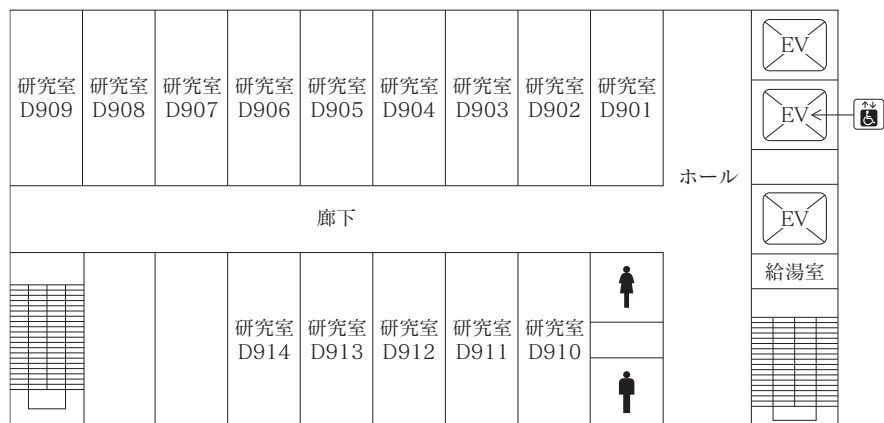 研究室
D909
研究室
D908
研究室
D907
研究室
D906
研究室
D905
研究室
D904
研究室
D903
研究室
D902
研究室
D901
EV
EV
ホール
EV
廊下
給湯室
研究室
D914
研究室
D913
研究室
D912
研究室
D911
研究室
D910